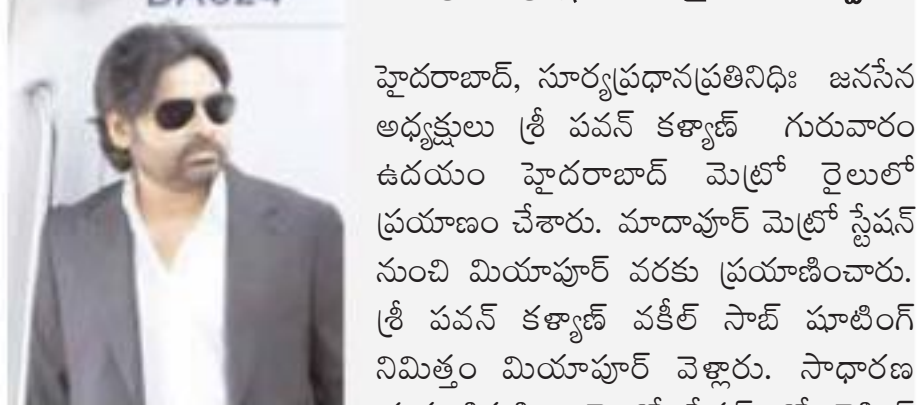 హైదరాబాద్, సూర్యప్రధానప్రతినిధిః జనసేన
అధ్యక్షులు శ్రీ పవన్ కళ్యాణ్ గురువారం
ఉదయం హైదరాబాద్ మెట్రో రైలులో
ప్రయాణం చేశారు. మాదావూర్ మెట్రో స్టేషన్
నుంచి మియాపూర్ వరకు ప్రయాణించారు.
శ్రీ పవన్ కళ్యాణ్ వకీల్ సాబ్ షూటింగ్
నిమిత్తం మియాపూర్ వెళ్లారు. సాధారణ